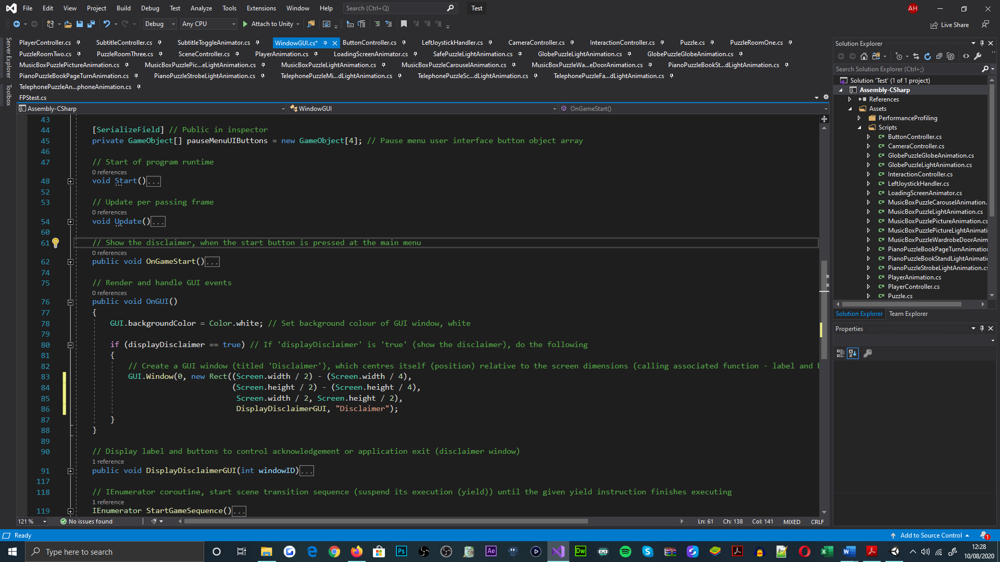 File Edit View Project Build Debug Test Analyze Tools Extensions Window Help Search (Ctrl+Q) Test AH
Debug Any CPU Attach to Unity Live Share
PlayerController.cs SubtitleController.cs SubtitleToggleAnimator.cs WindowGUI.cs* ButtonController.cs LeftJoystickHandler.cs CameraController.cs InteractionController.cs Puzzle.cs PuzzleRoomOne.cs
PuzzleRoomTwo.cs PuzzleRoomThree.cs SceneController.cs PlayerAnimation.cs LoadingScreenAnimator.cs SafePuzzleLightAnimation.cs GlobePuzzleLightAnimation.cs GlobePuzzleGlobeAnimation.cs
MusicBoxPuzzlePictureAnimation.cs MusicBoxPuzzlePic...eLightAnimation.cs MusicBoxPuzzleLightAnimation.cs MusicBoxPuzzleCarouselAnimation.cs MusicBoxPuzzleWa...eDoorAnimation.cs PianoPuzzleBookSt...dLightAnimation.cs
PianoPuzzleBookPageTurnAnimation.cs PianoPuzzleStrobeLightAnimation.cs TelephonePuzzleMi...dLightAnimation.cs TelephonePuzzleSc...dLightAnimation.cs TelephonePuzzleFa...dLightAnimation.cs
TelephonePuzzleAn...phoneAnimation.cs
FPStest.cs
Server Explorer
Toolbox
Assembly-CSharp WindowGUI OnGameStart()
43
44 [SerializeField] // Public in inspector
45 private GameObject[] pauseMenuUIButtons = new GameObject[4]; // Pause menu user interface button object array
46
47 // Start of program runtime
0 references
48 void Start()...
52
53 // Update per passing frame
0 references
54 void Update()...
60
61 // Show the disclaimer, when the start button is pressed at the main menu
0 references
62 public void OnGameStart()...
74
75 // Render and handle GUI events
0 references
76 public void OnGUI()
77 {
78 GUI.backgroundColor = Color.white; // Set background colour of GUI window, white
79
80 if (displayDisclaimer == true) // If 'displayDisclaimer' is 'true' (show the disclaimer), do the following
81 {
82 // Create a GUI window (titled 'Disclaimer'), which centres itself (position) relative to the screen dimensions (calling associated function - label and b
83 GUI.Window(0, new Rect((Screen.width / 2) - (Screen.width / 4),
84 (Screen.height / 2) - (Screen.height / 4),
85 Screen.width / 2, Screen.height / 2),
86 DisplayDisclaimerGUI, "Disclaimer");
87 }
88 }
89
90 // Display label and buttons to control acknowledgement or application exit (disclaimer window)
1 reference
91 public void DisplayDisclaimerGUI(int windowID)...
117
118 // IEnumerator coroutine, start scene transition sequence (suspend its execution (yield)) until the given yield instruction finishes executing
1 reference
119 IEnumerator StartGameSequence()...
121 % No issues found Ln: 61 Ch: 138 Col: 141 MIXED CRLF
Solution Explorer
Search Solution Explorer (Ctrl+;)
Solution 'Test' (1 of 1 project)
Assembly-CSharp
References
Assets
PerformanceProfiling
Scripts
C# ButtonController.cs
C# CameraController.cs
C# GlobePuzzleGlobeAnimation.cs
C# GlobePuzzleLightAnimation.cs
C# InteractionController.cs
C# LeftJoystickHandler.cs
C# LoadingScreenAnimator.cs
C# MusicBoxPuzzleCarouselAnimation.
C# MusicBoxPuzzleLightAnimation.cs
C# MusicBoxPuzzlePictureAnimation.cs
C# MusicBoxPuzzlePictureLightAnimati
C# MusicBoxPuzzleWardrobeDoorAnim
C# PianoPuzzleBookPageTurnAnimation
C# PianoPuzzleBookStandLightAnimati
C# PianoPuzzleStrobeLightAnimation.cs
C# PlayerAnimation.cs
C# PlayerController.cs
C# Puzzle.cs
Solution Explorer Team Explorer
Properties
Ready Add to Source Control 1
Type here to search Ps Ae Dw 12:28
10/08/2020